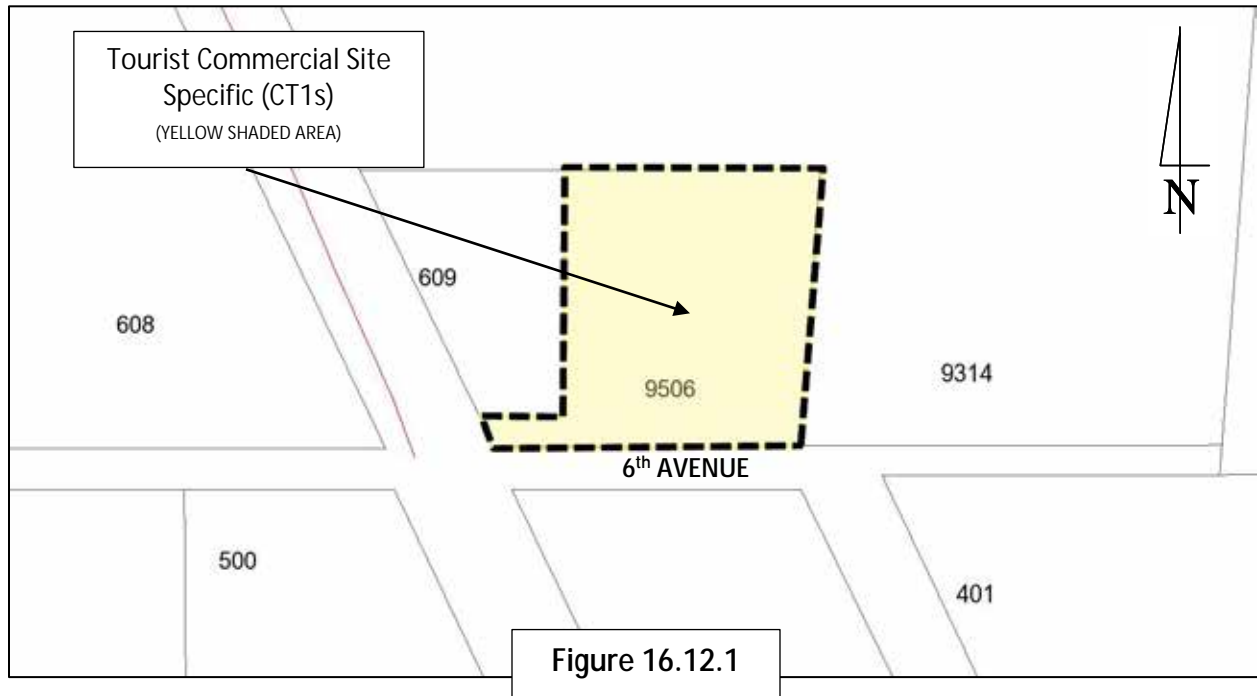 Tourist Commercial Site
Specific (CT1s)
(YELLOW SHADED AREA)
N
609
608
9314
9506
6th AVENUE
500
401
Figure 16.12.1